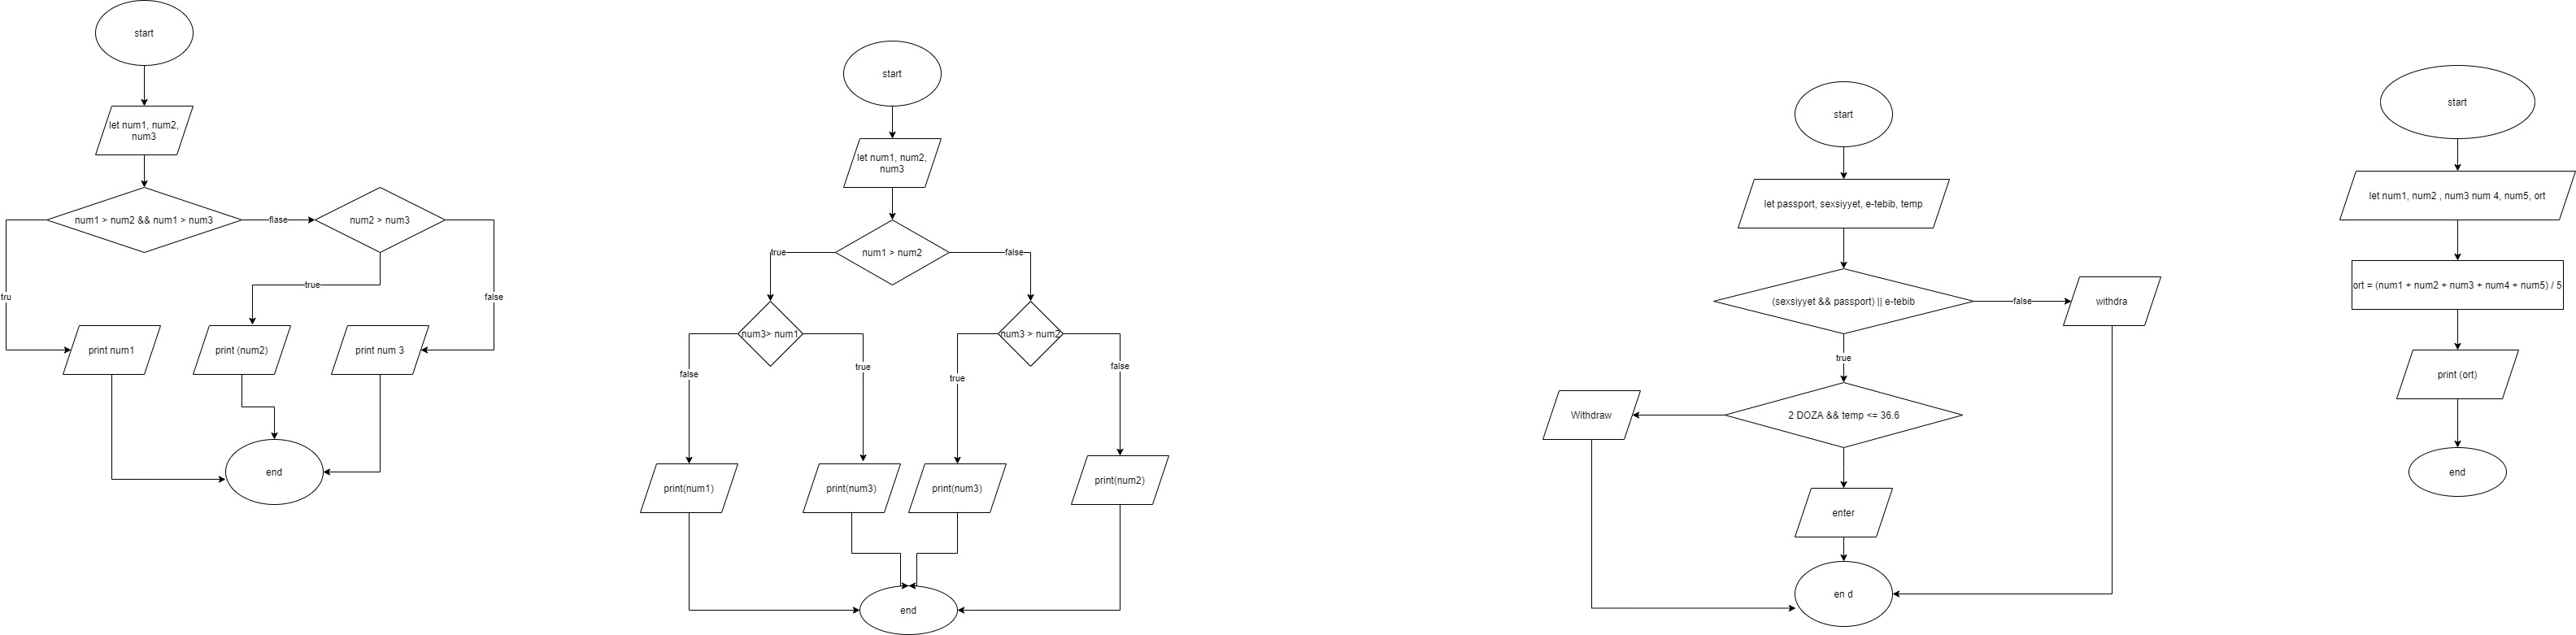 start
let num1, num2,
num3
num1 > num2 && num1 > num3
flase
num2 > num3
tru
true
false
print num1
print (num2)
print num 3
end
start
let num1, num2,
num3
num1 > num2
true
false
num3> num1
num3 > num2
false
true
true
false
print(num1)
print(num3)
print(num3)
print(num2)
end
start
let passport, sexsiyyet, e-tebib, temp
(sexsiyyet && passport) || e-tebib
false
withdra
true
Withdraw
2 DOZA && temp <= 36.6
enter
en d
start
let num1, num2 , num3 num 4, num5, ort
ort = (num1 + num2 + num3 + num4 + num5) / 5
print (ort)
end